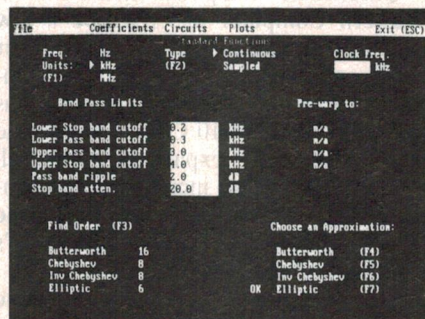 File Coefficients Circuits Plots Exit (ESC)
Standard Function
Freq. Hz Type Continuous Clock Freq.
Units: kHz (F2) Sampled kHz
(F1) MHz
Band Pass Limits Pre-warp to:
Lower Stop band cutoff 0.2 kHz n/a
Lower Pass band cutoff 0.3 kHz n/a
Upper Pass band cutoff 3.0 kHz n/a
Upper Stop band cutoff 4.0 kHz n/a
Pass band ripple 2.0 dB
Stop band atten. 20.0 dB
Find Order (F3) Choose an Approximation:
Butterworth 16 Butterworth (F4)
Chebyshev 8 Chebyshev (F5)
Inv Chebyshev 8 Inv Chebyshev (F6)
Elliptic 6 OK Elliptic (F7)